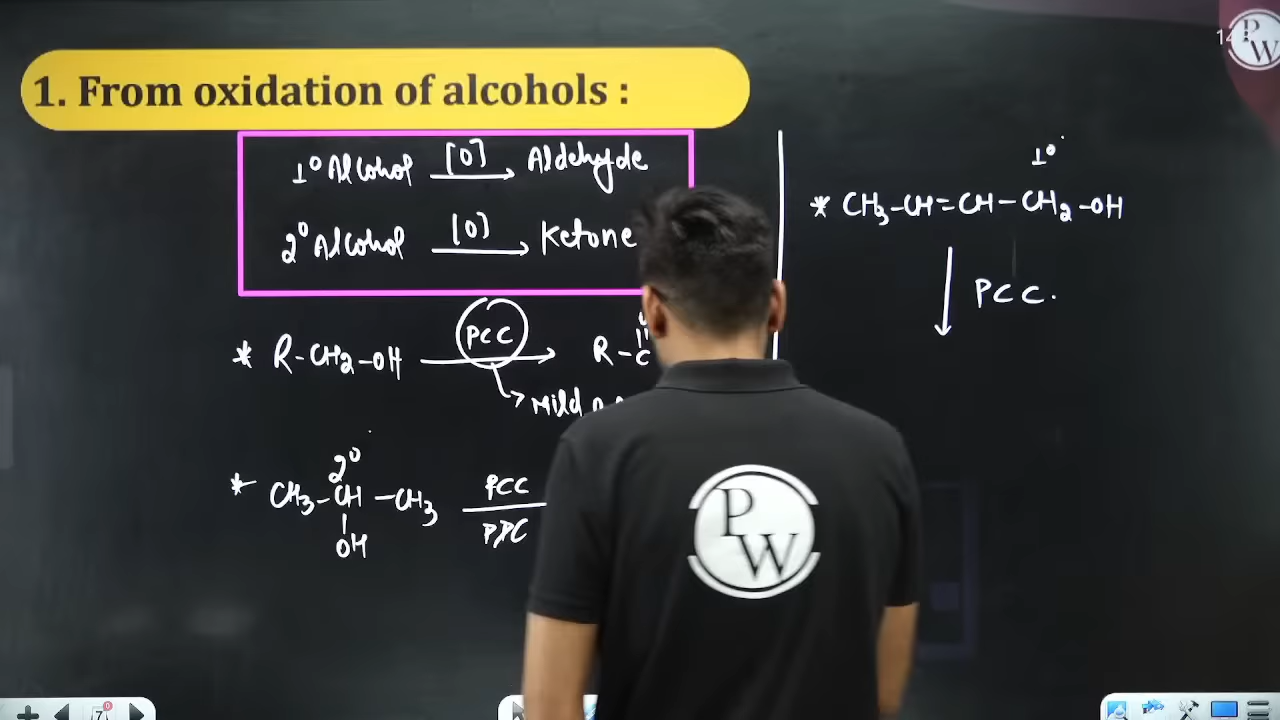 1. From oxidation of alcohols :
1° Alcohol [O] → Aldehyde
2° Alcohol [O] → Ketone
* R-CH2-OH PCC → R-C
→ Mild
2°
* CH3-CH-CH3 PCC
OH PDC
1°
* CH3-CH=CH-CH2-OH
↓ PCC.
PW
PW